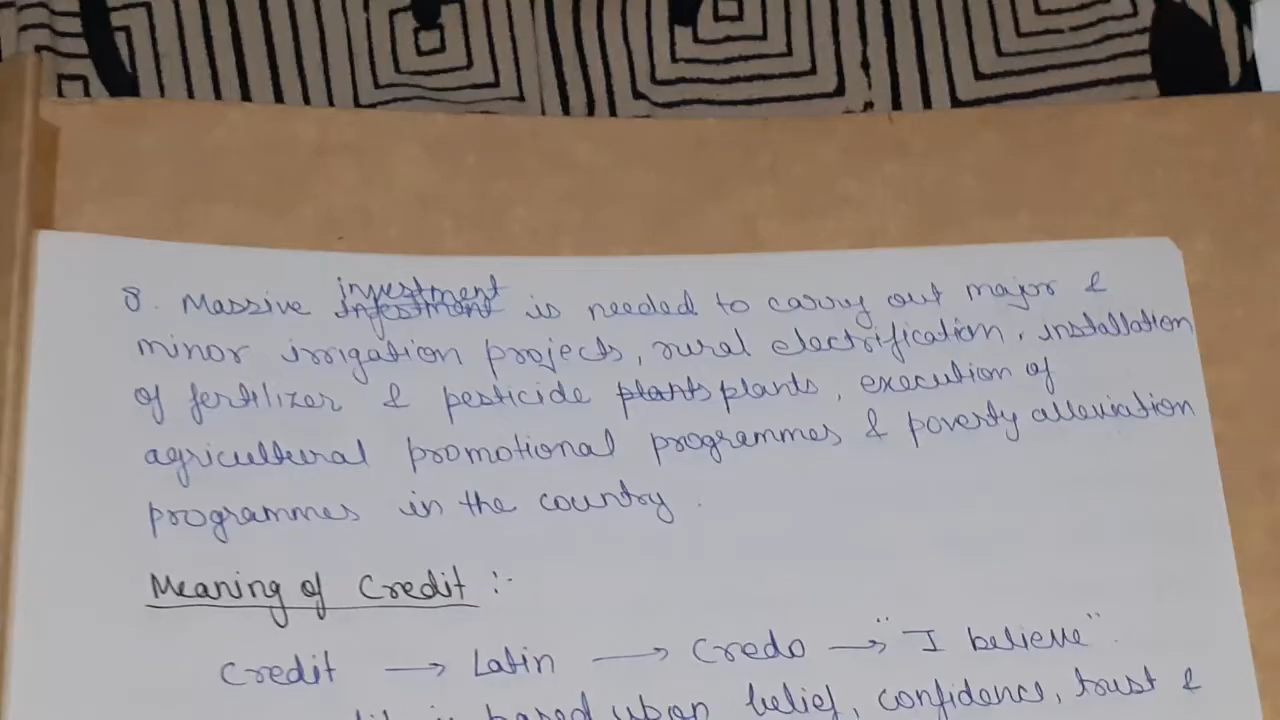 8. Massive investment is needed to carry out major &
minor irrigation projects, rural electrification, installation
of fertilizer & pesticide plants plants, execution of
agricultural promotional programmes & poverty alleviation
programmes in the country.
Meaning of Credit :-
Credit → Latin → Credo → "I believe".
is based upon belief, confidence, trust &